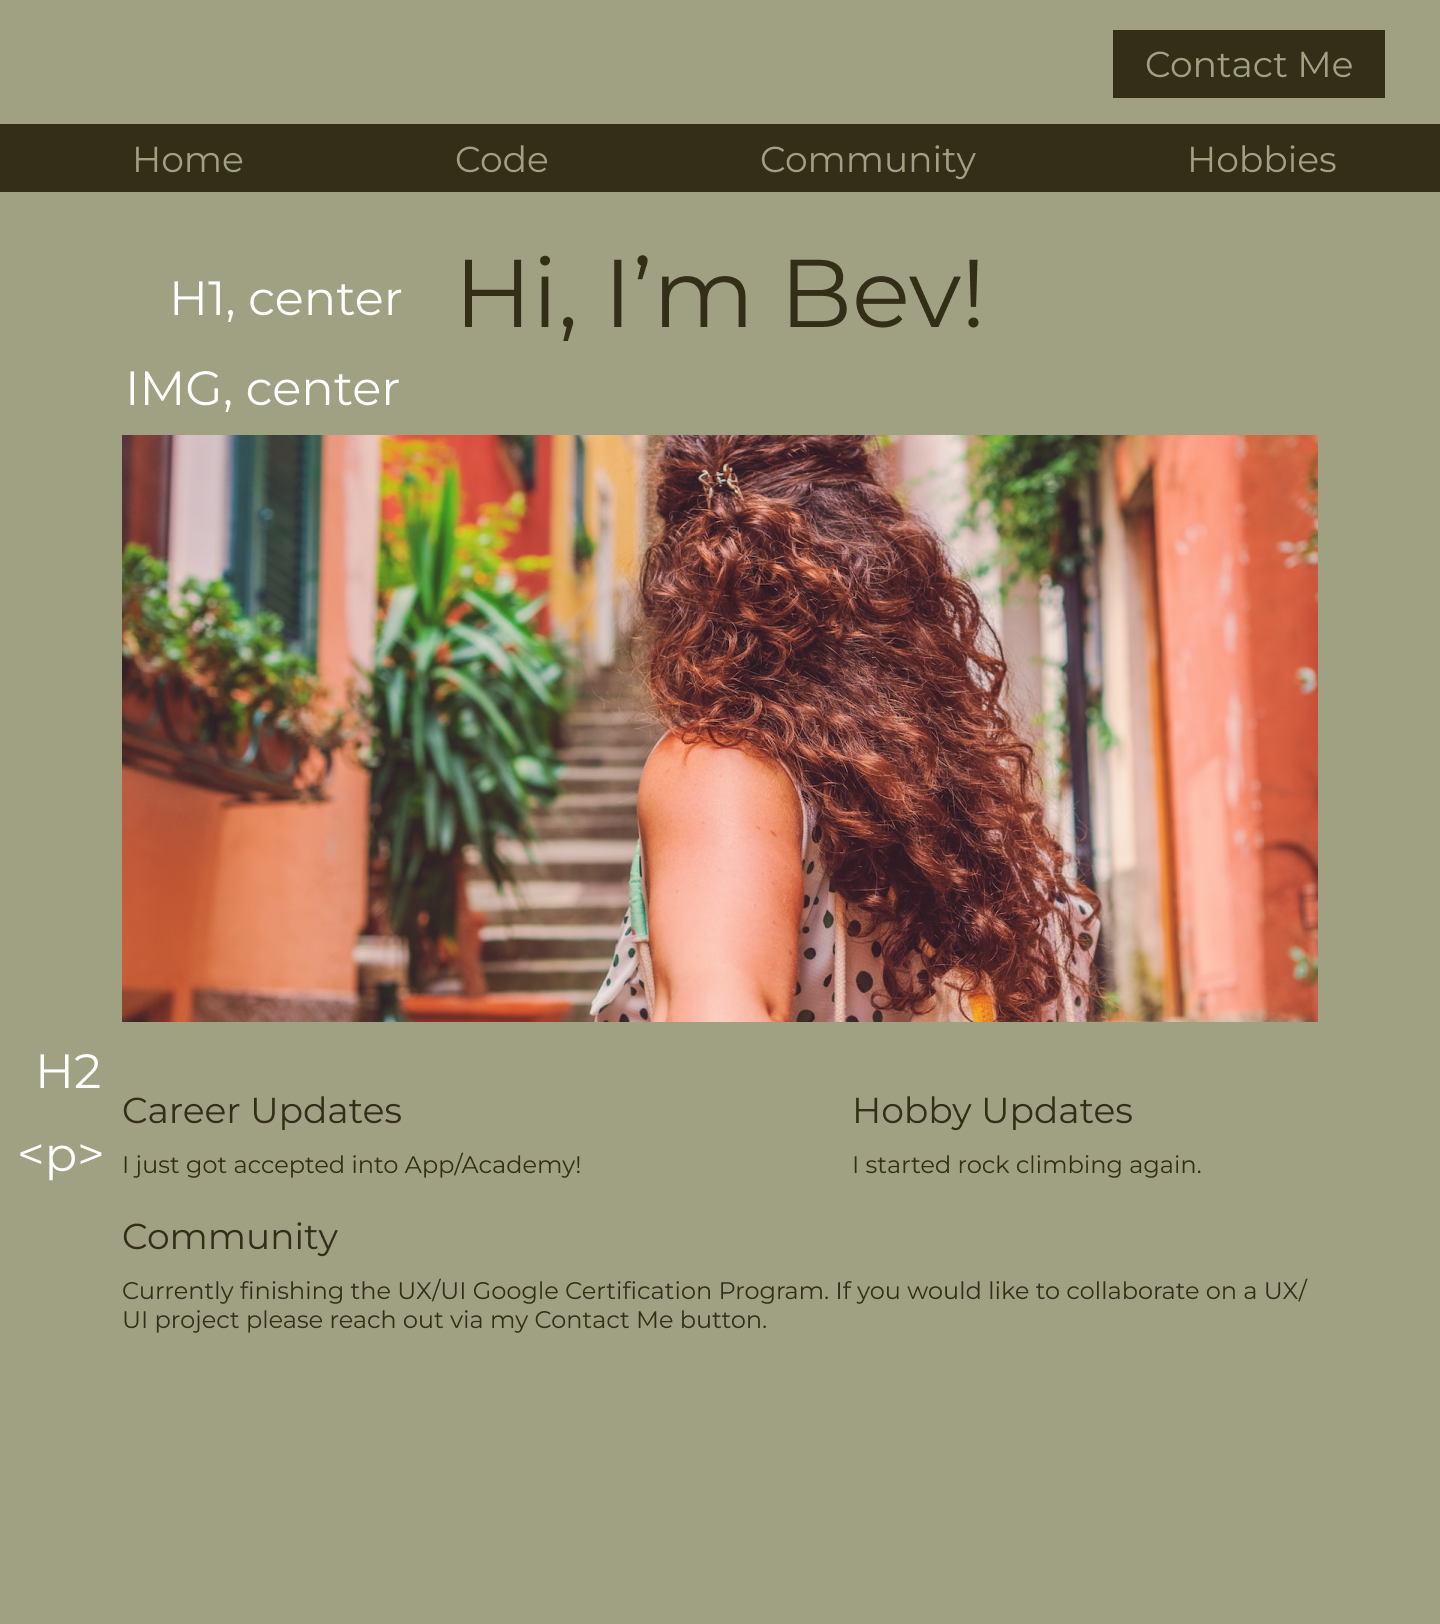 Contact Me
Home Code Community Hobbies
H1, center
Hi, I’m Bev!
IMG, center
H2
Career Updates
Hobby Updates
<p>
I just got accepted into App/Academy!
I started rock climbing again.
Community
Currently finishing the UX/UI Google Certification Program. If you would like to collaborate on a UX/
UI project please reach out via my Contact Me button.